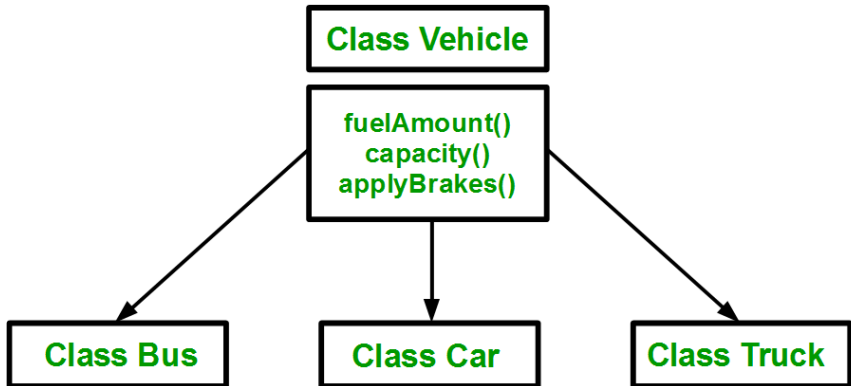 Class Vehicle
fuelAmount()
capacity()
applyBrakes()
Class Bus
Class Car
Class Truck